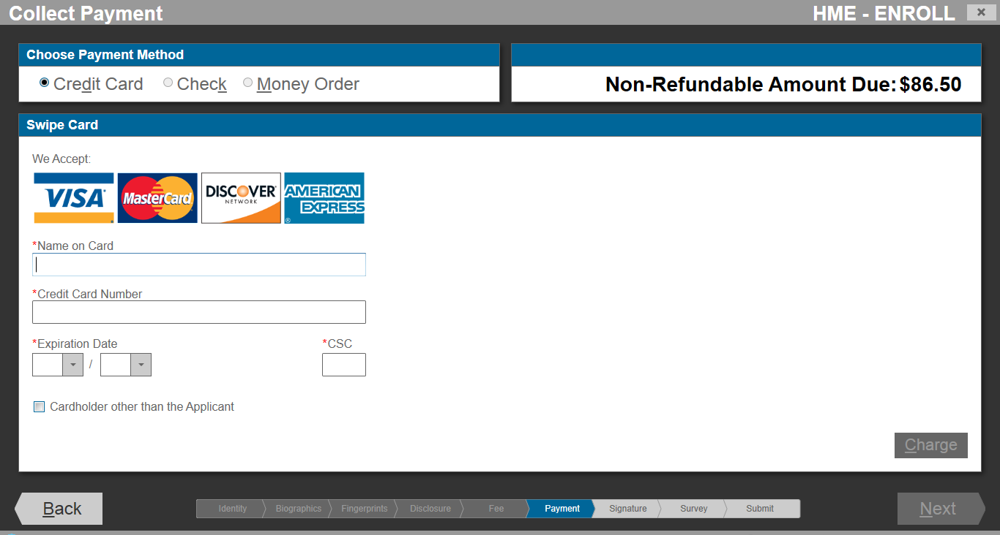 Collect Payment
HME - ENROLL
Choose Payment Method
Credit Card Check Money Order
Non-Refundable Amount Due: $86.50
Swipe Card
We Accept:
VISA
MasterCard
DISCOVER
NETWORK
AMERICAN
EXPRESS
*Name on Card
*Credit Card Number
*Expiration Date
*CSC
/
Cardholder other than the Applicant
Charge
Back
Identity Biographics Fingerprints Disclosure Fee Payment Signature Survey Submit
Next